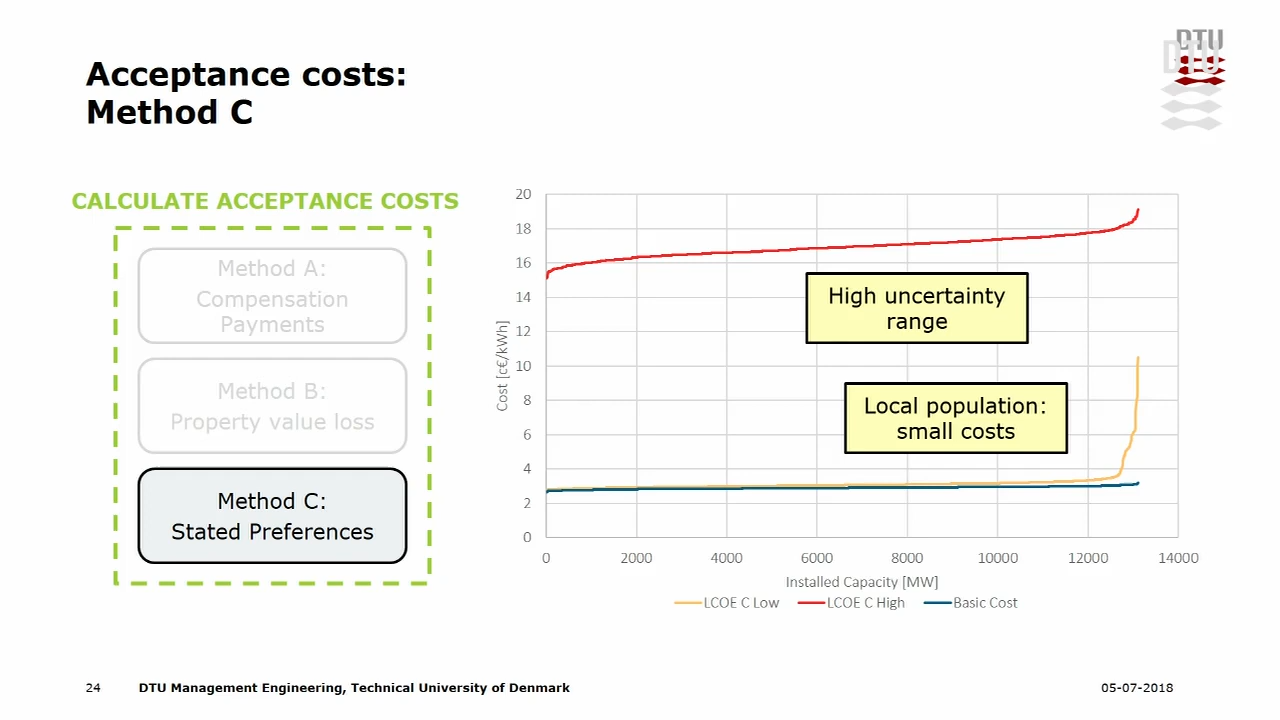 Acceptance costs:
Method C
DTU
DTU
CALCULATE ACCEPTANCE COSTS
Method A:
Compensation
Payments
Method B:
Property value loss
Method C:
Stated Preferences
20
18
16
14
12
10
8
6
4
2
0
Cost [c€/kWh]
High uncertainty
range
Local population:
small costs
0 2000 4000 6000 8000 10000 12000 14000
Installed Capacity [MW]
LCOE C Low LCOE C High Basic Cost
24 DTU Management Engineering, Technical University of Denmark 05-07-2018